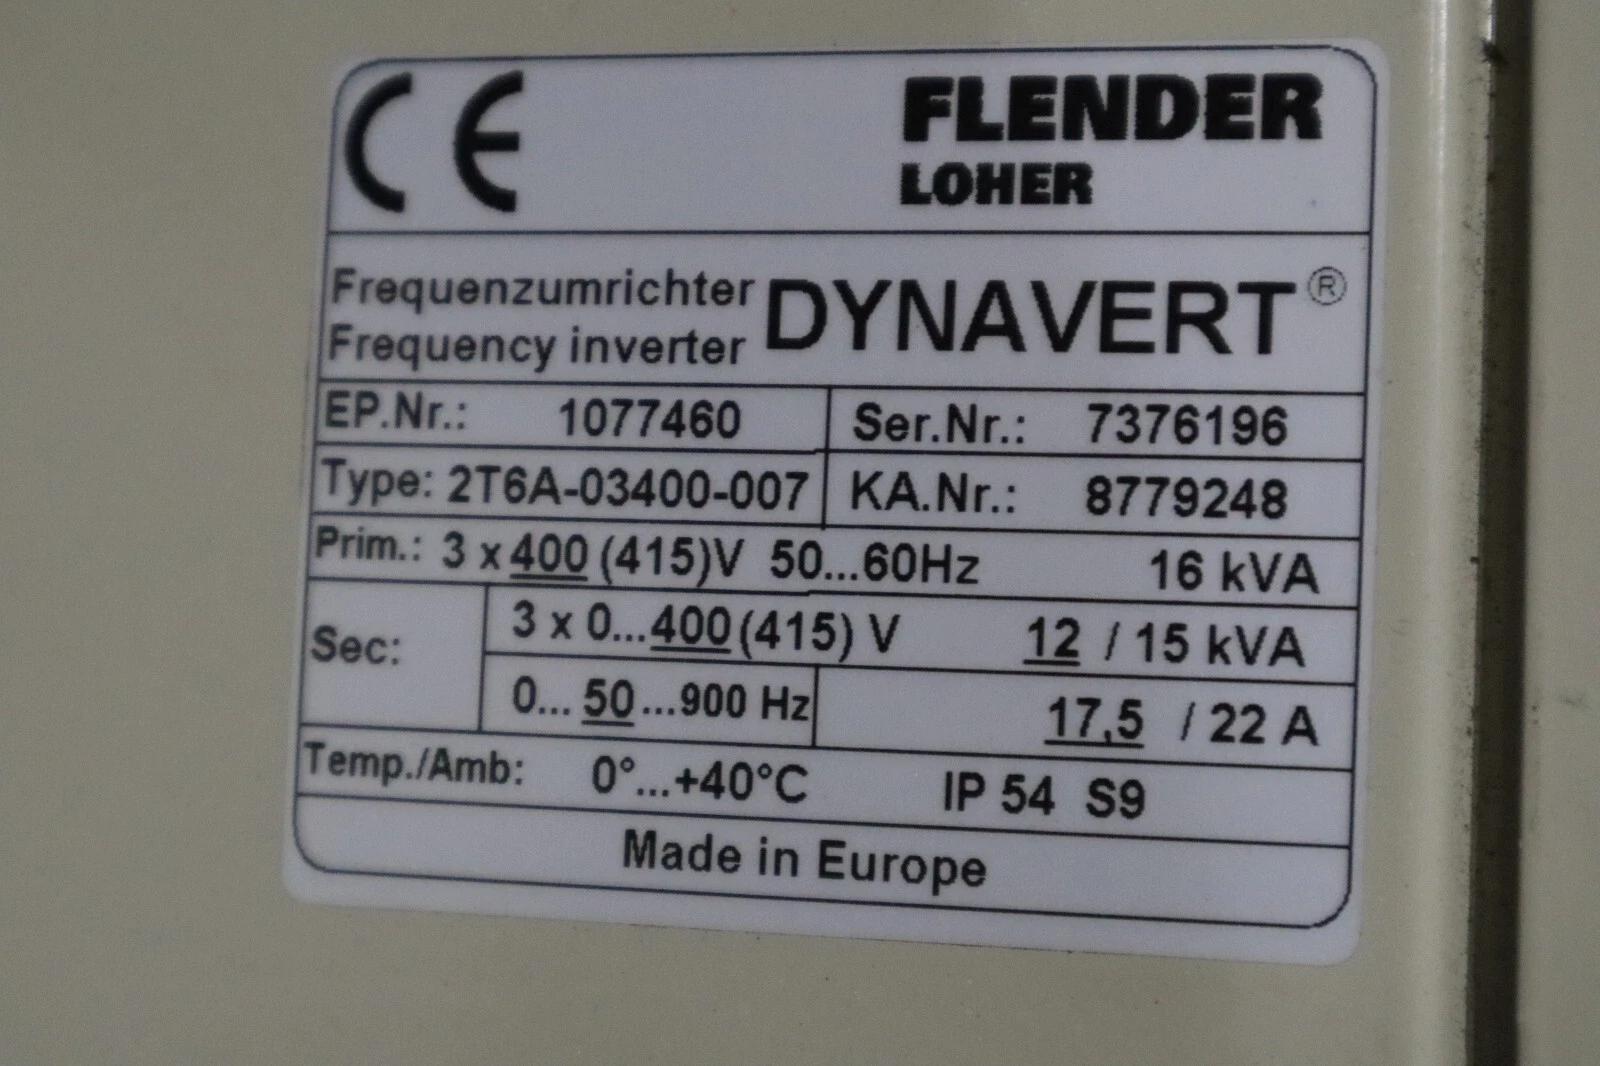 CE FLENDER
LOHER
Frequenzumrichter DYNAVERT®
Frequency inverter
EP.Nr.: 1077460 Ser.Nr.: 7376196
Type: 2T6A-03400-007 KA.Nr.: 8779248
Prim.: 3 x 400 (415)V 50...60Hz 16 kVA
Sec: 3 x 0...400 (415) V 12 / 15 kVA
0... 50 ...900 Hz 17,5 / 22 A
Temp./Amb: 0°...+40°C IP 54 S9
Made in Europe